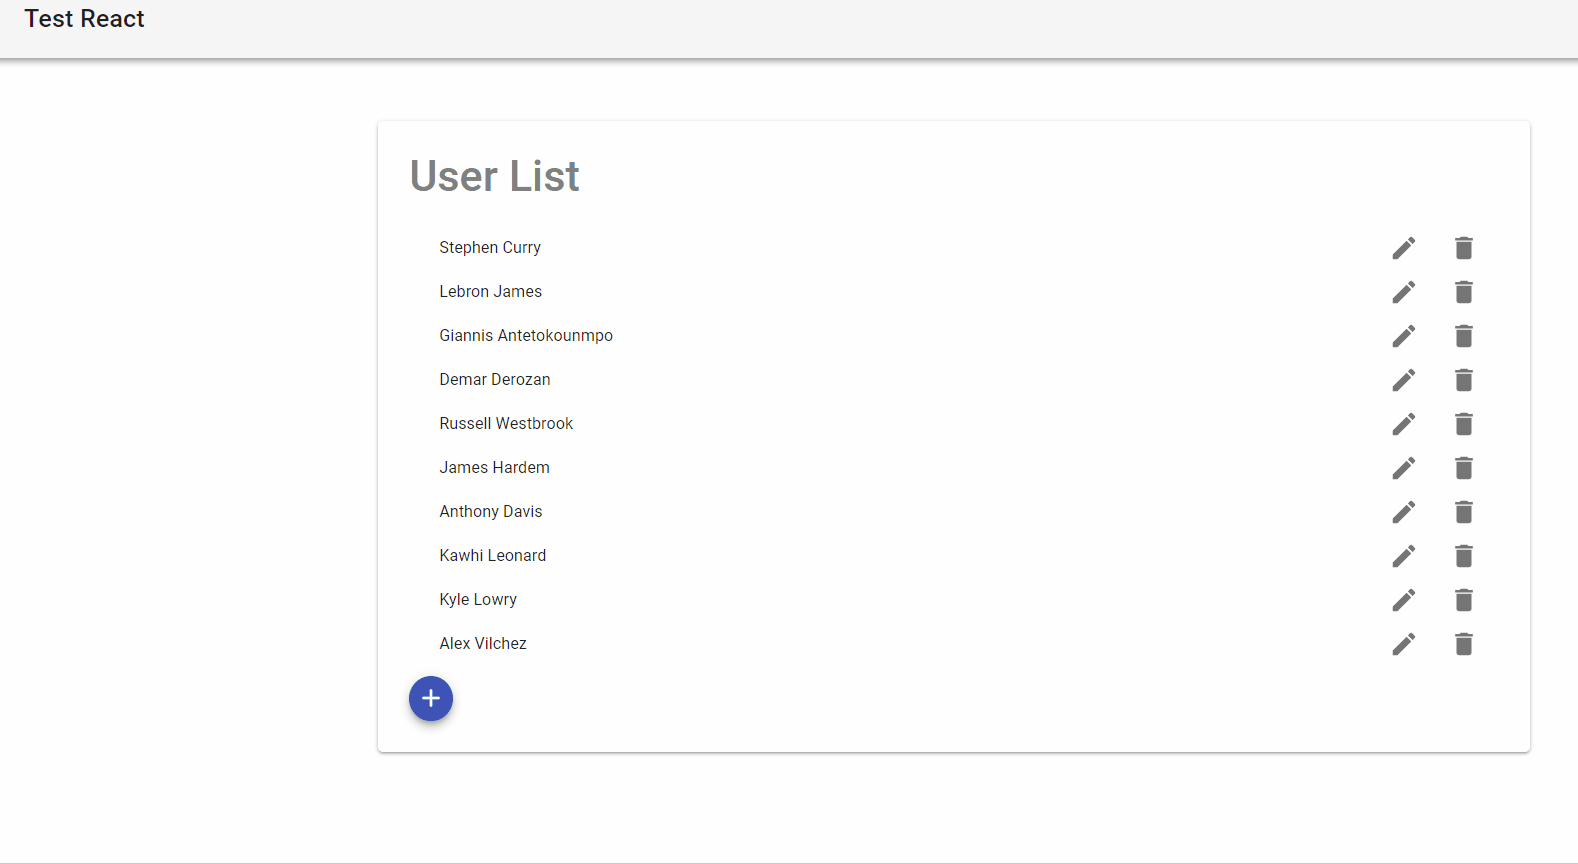 Test React
User List
Stephen Curry
Lebron James
Giannis Antetokounmpo
Demar Derozan
Russell Westbrook
James Hardem
Anthony Davis
Kawhi Leonard
Kyle Lowry
Alex Vilchez